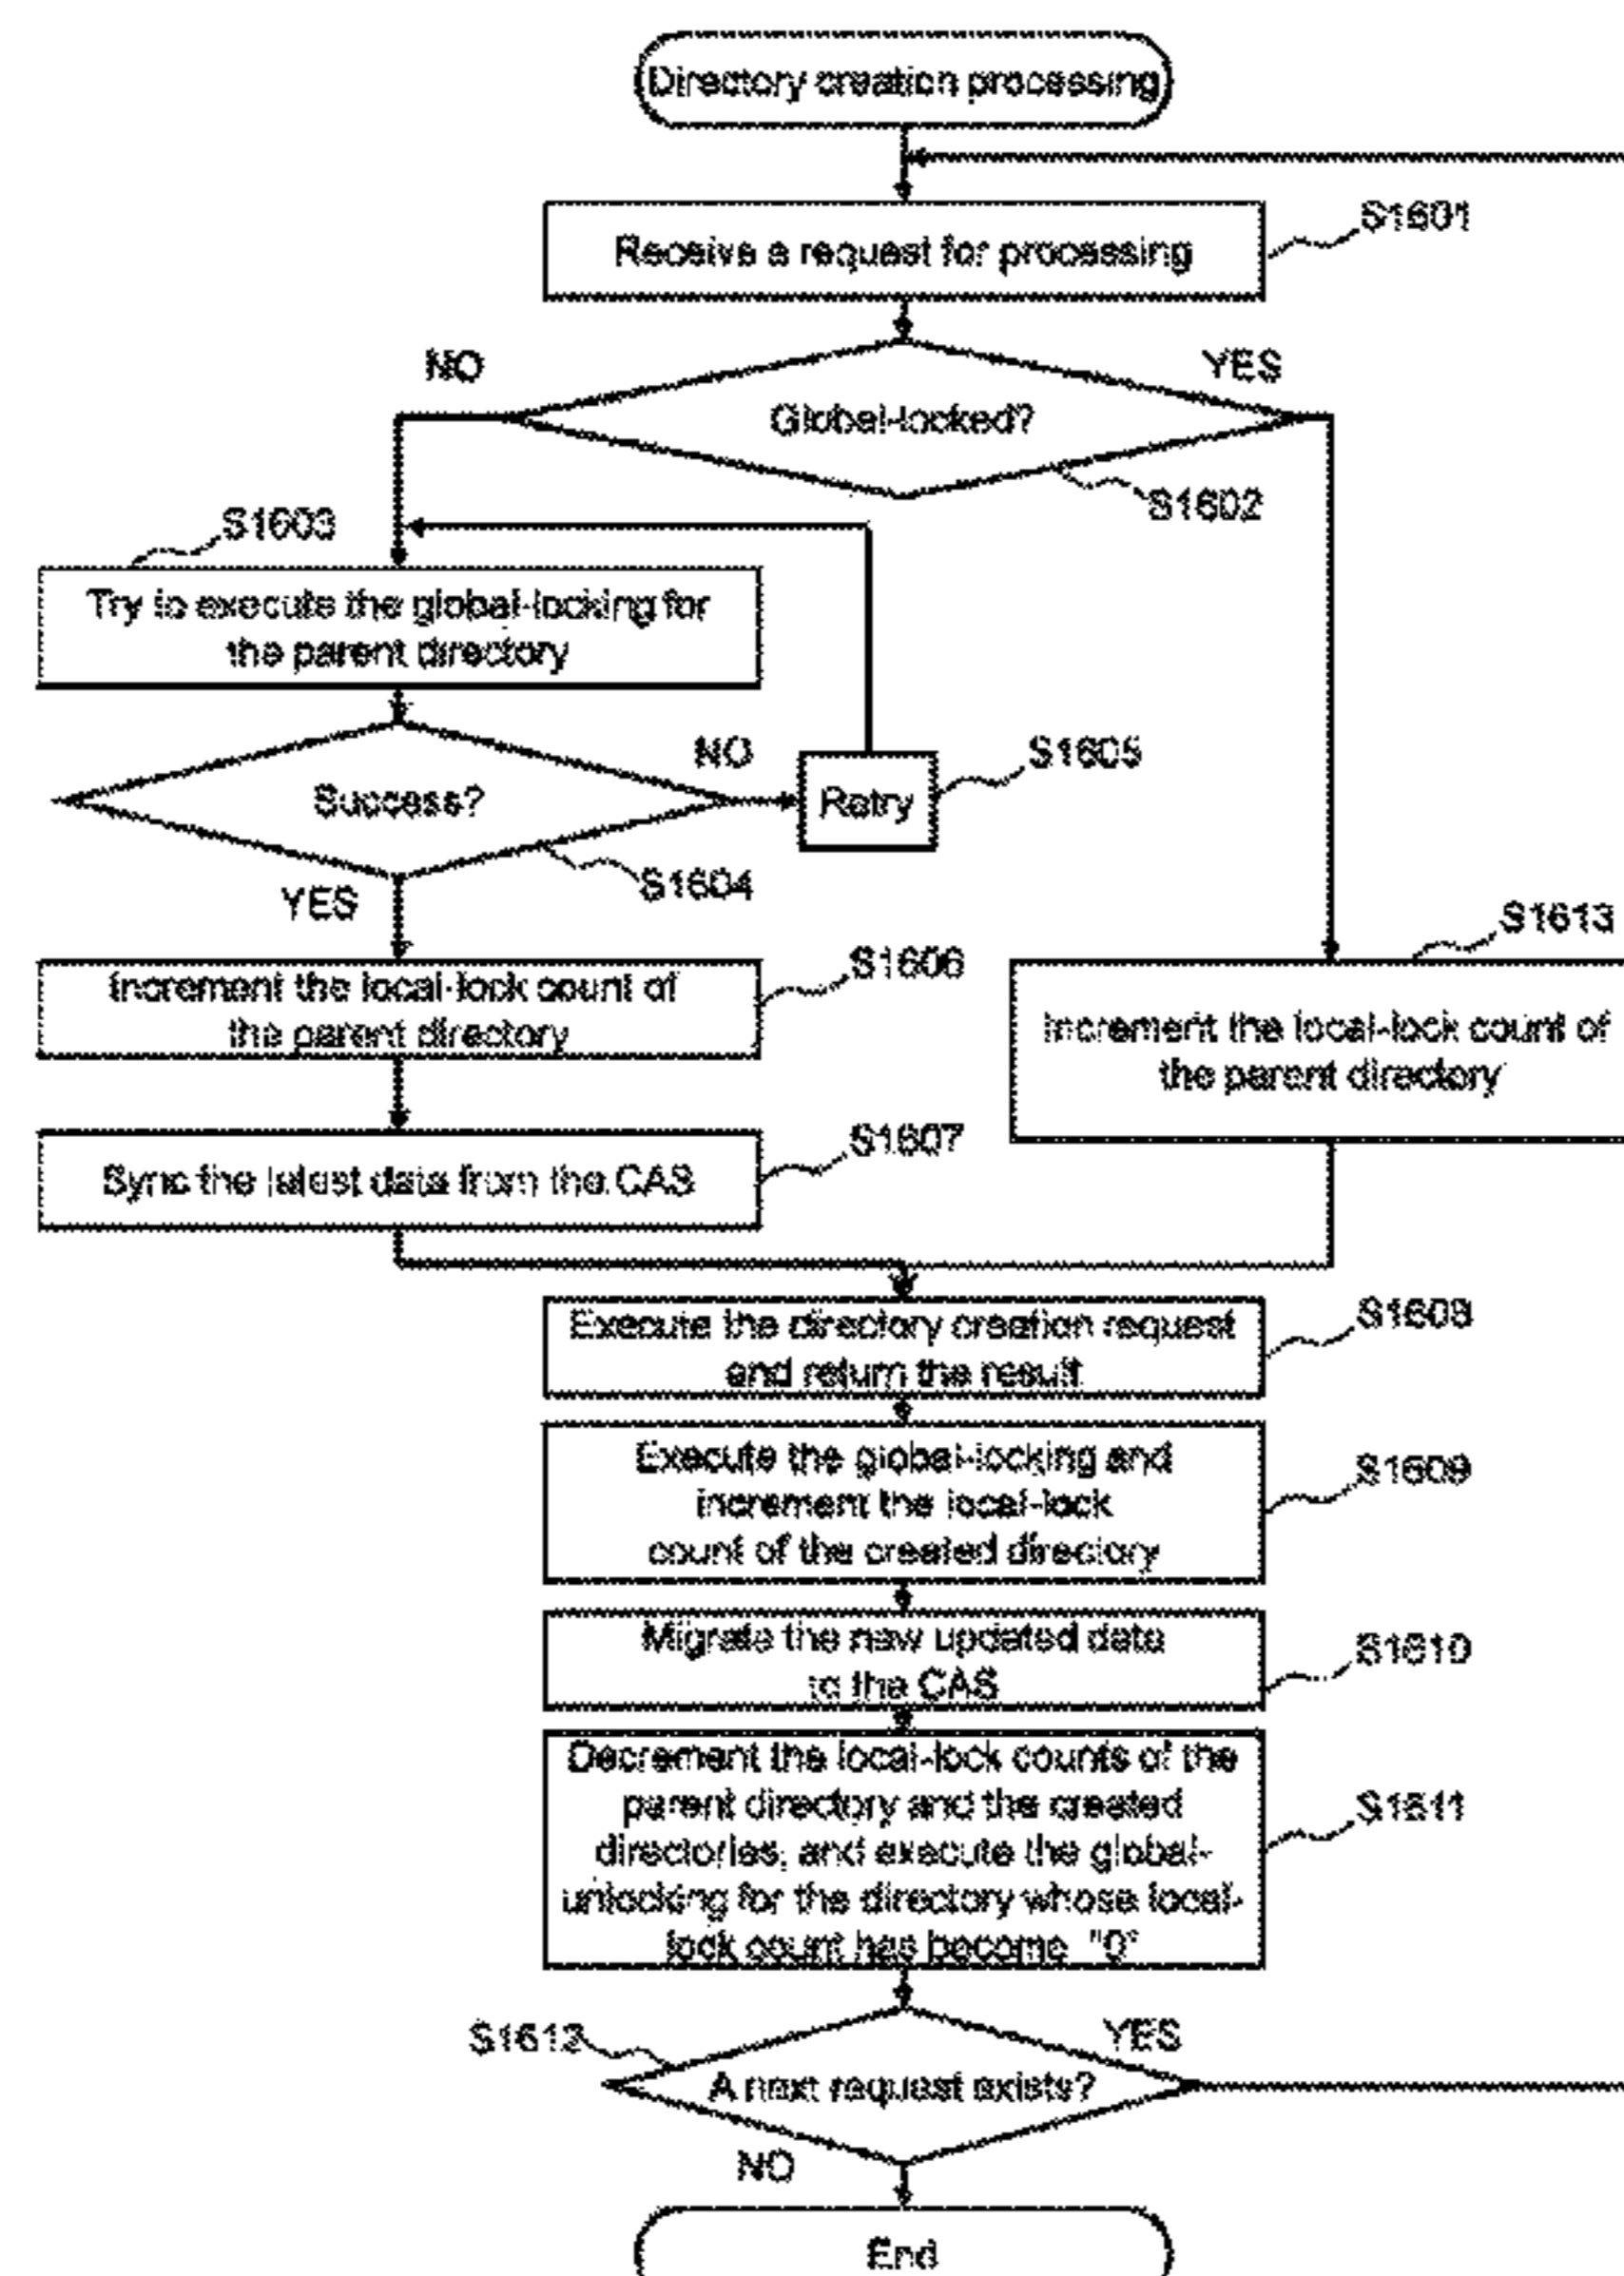 Directory creation processing
S1601
Receive a request for processing
NO
YES
Global-locked?
S1602
S1603
Try to execute the global-locking for
the parent directory
NO
S1605
Success?
Retry
S1604
YES
S1606
S1613
Increment the local-lock count of
the parent directory
Increment the local-lock count of
the parent directory
S1607
Sync the latest data from the CAS
S1608
Execute the directory creation request
and return the result
S1609
Execute the global-locking and
increment the local-lock
count of the created directory
S1610
Migrate the new updated data
to the CAS
S1611
Decrement the local-lock counts of the
parent directory and the created
directories, and execute the global-
unlocking for the directory whose local-
lock count has become "0"
S1612
YES
A next request exists?
NO
End